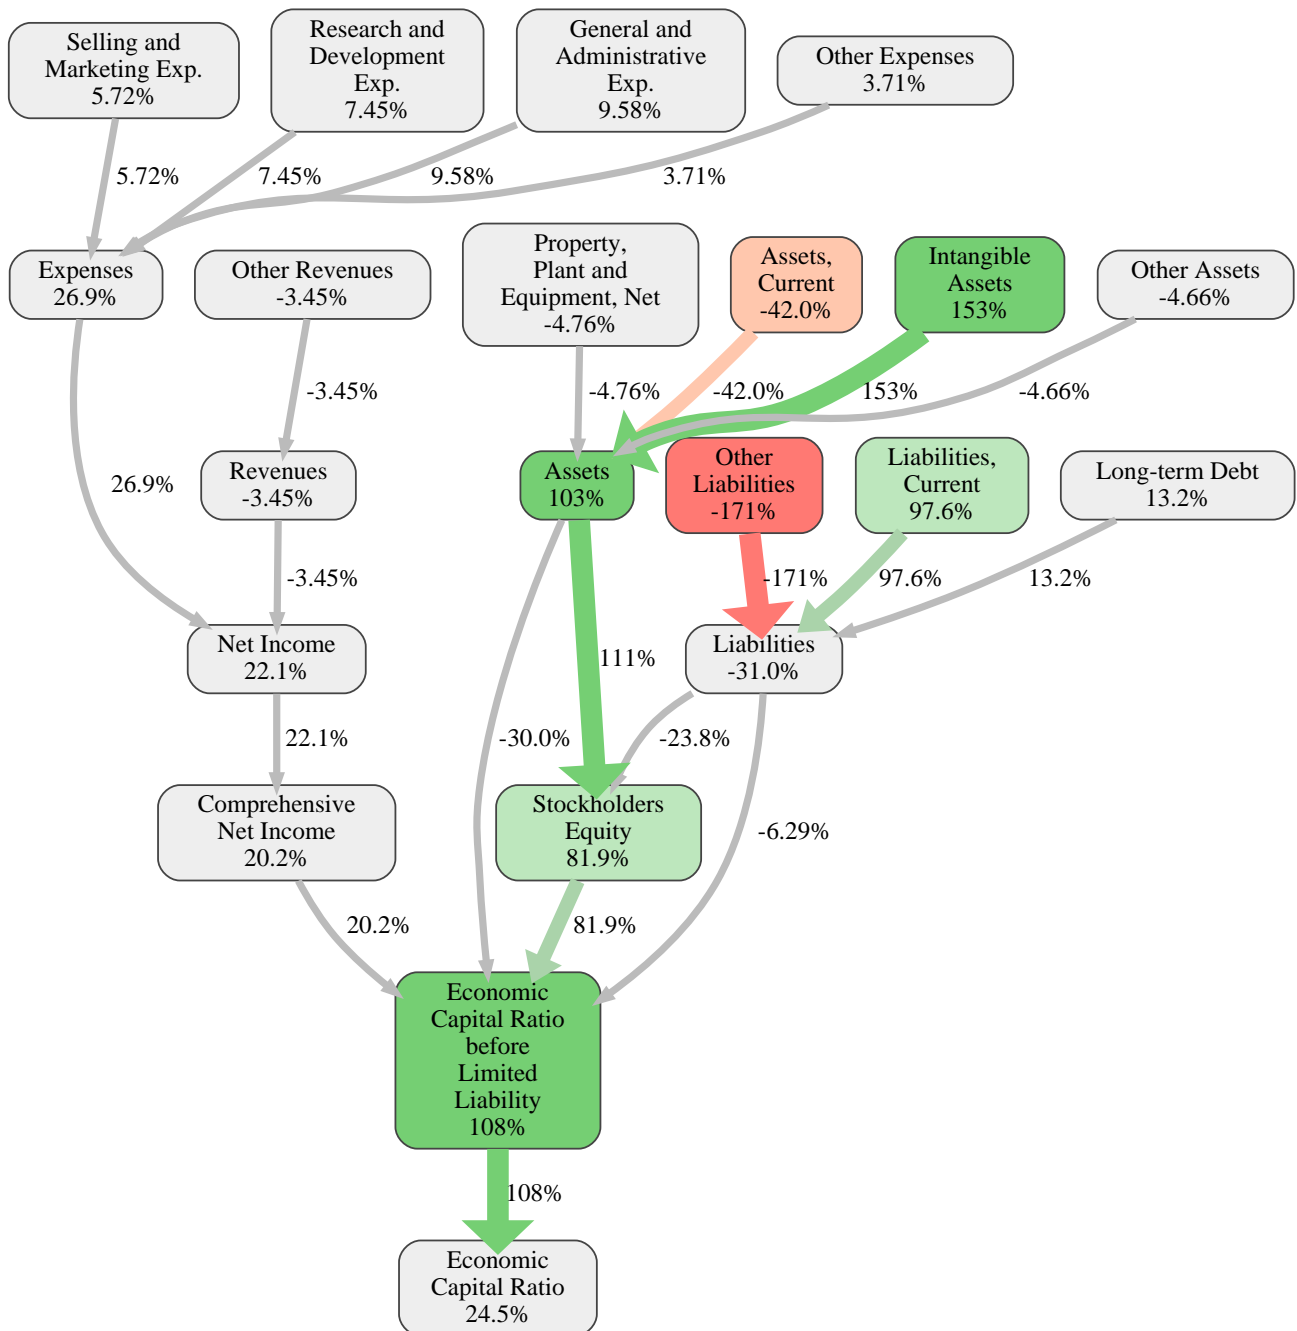 Selling and
Marketing Exp.
5.72%
Research and
Development
Exp.
7.45%
General and
Administrative
Exp.
9.58%
Other Expenses
3.71%
5.72%
7.45%
9.58%
3.71%
Expenses
26.9%
Other Revenues
-3.45%
Property,
Plant and
Equipment, Net
-4.76%
Assets,
Current
-42.0%
Intangible
Assets
153%
Other Assets
-4.66%
-3.45%
-4.76%
-42.0%
153%
-4.66%
26.9%
Revenues
-3.45%
Assets
103%
Other
Liabilities
-171%
Liabilities,
Current
97.6%
Long-term Debt
13.2%
-3.45%
-171%
97.6%
13.2%
Net Income
22.1%
111%
Liabilities
-31.0%
22.1%
-30.0%
-23.8%
Comprehensive
Net Income
20.2%
Stockholders
Equity
81.9%
-6.29%
20.2%
81.9%
Economic
Capital Ratio
before
Limited
Liability
108%
108%
Economic
Capital Ratio
24.5%